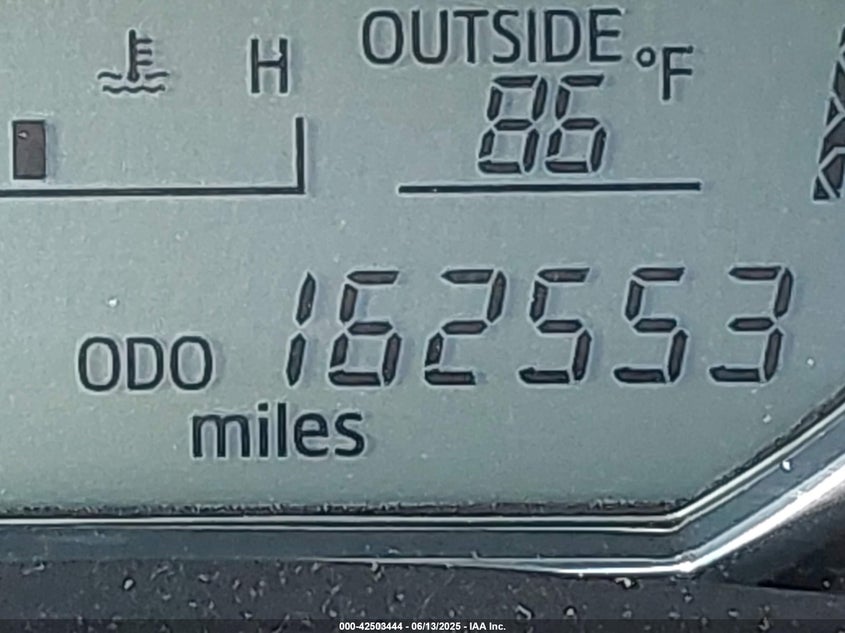 OUTSIDE
H
86 °F
ODO 162553
miles
000-42503444 - 06/13/2025 - IAA Inc.